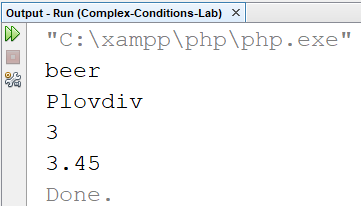 Output - Run (Complex-Conditions-Lab) ×
"C:\xampp\php\php.exe"
beer
Plovdiv
3
3.45
Done.